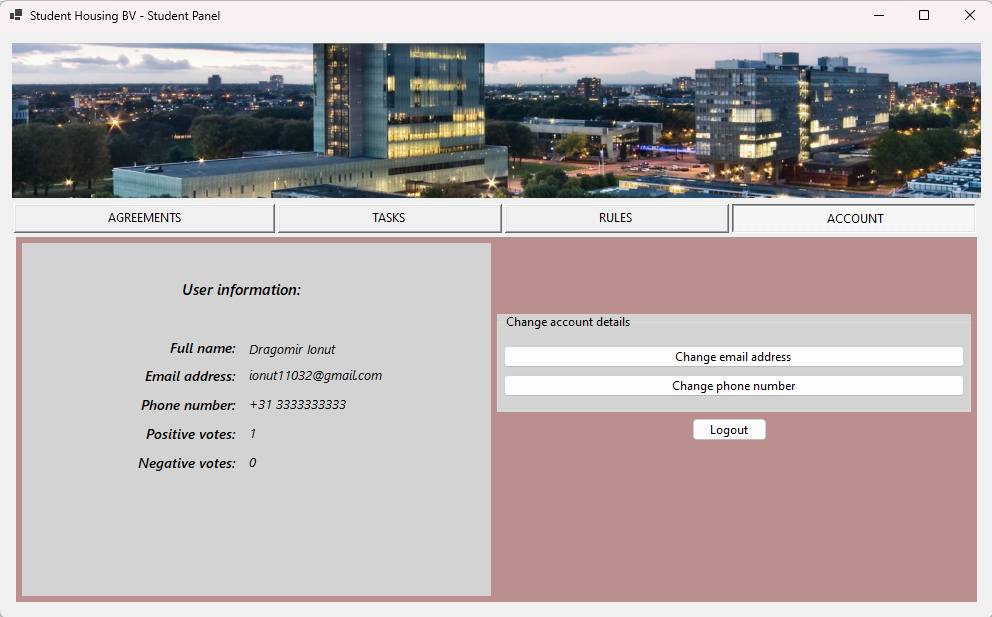 Student Housing BV - Student Panel
AGREEMENTS
TASKS
RULES
ACCOUNT
User information:
Full name: Dragomir Ionut
Email address: ionut11032@gmail.com
Phone number: +31 3333333333
Positive votes: 1
Negative votes: 0
Change account details
Change email address
Change phone number
Logout